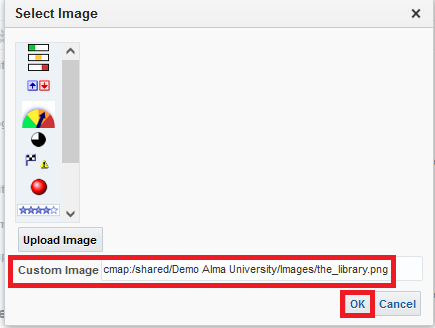 Select Image
Upload Image
Custom Image cmap:/shared/Demo Alma University/Images/the_library.png
OK Cancel